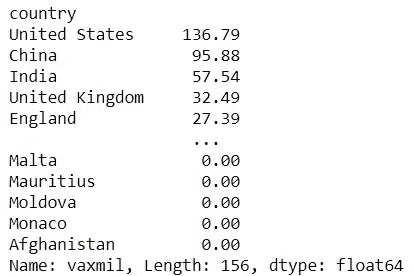 country
United States 136.79
China 95.88
India 57.54
United Kingdom 32.49
England 27.39
...
Malta 0.00
Mauritius 0.00
Moldova 0.00
Monaco 0.00
Afghanistan 0.00
Name: vaxmil, Length: 156, dtype: float64